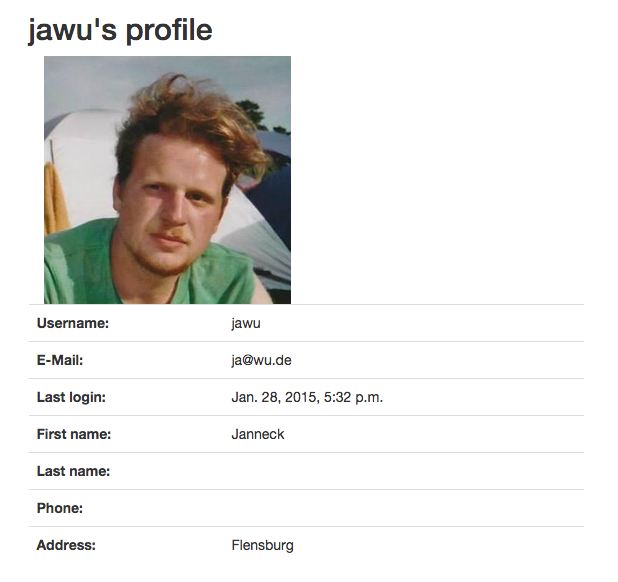 jawu's profile
Username: jawu
E-Mail: ja@wu.de
Last login: Jan. 28, 2015, 5:32 p.m.
First name: Janneck
Last name:
Phone:
Address: Flensburg